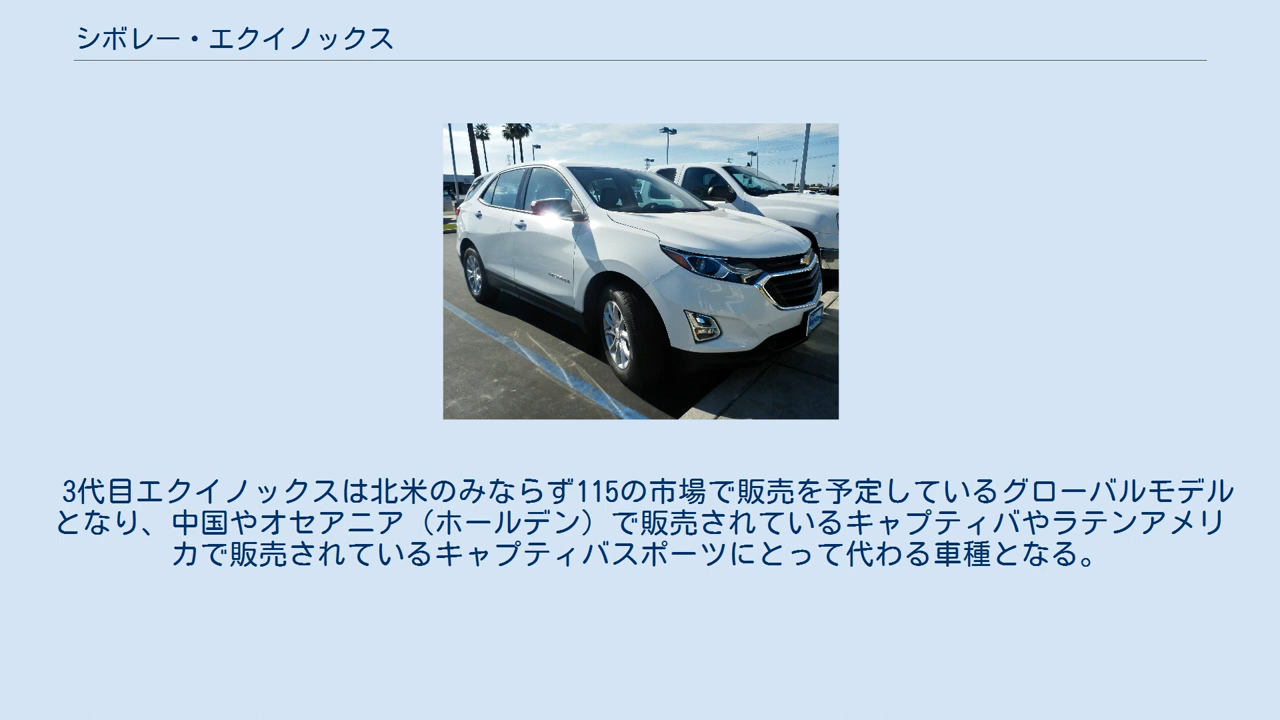 シボレー・エクイノックス
3代目エクイノックスは北米のみならず115の市場で販売を予定しているグローバルモデル
となり、中国やオセアニア（ホールデン）で販売されているキャプティバやラテンアメリ
カで販売されているキャプティバスポーツにとって代わる車種となる。